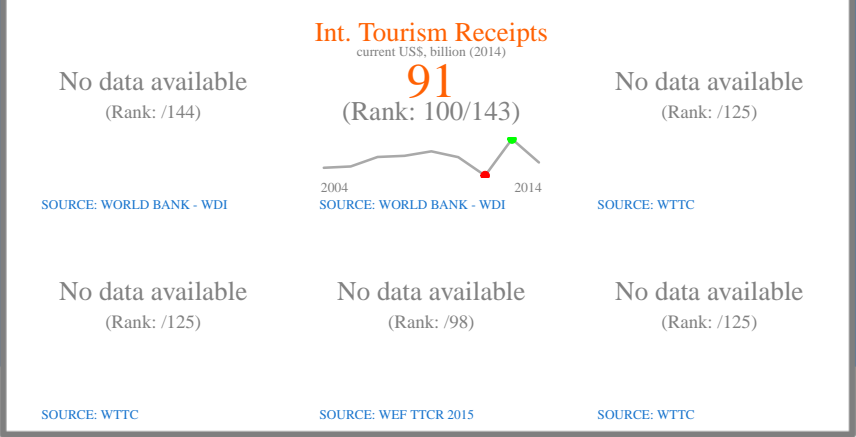 Int. Tourism Receipts
current US$, billion (2014)
No data available
(Rank: /144)
91
(Rank: 100/143)
No data available
(Rank: /125)
2004
2014
SOURCE: WORLD BANK - WDI
SOURCE: WORLD BANK - WDI
SOURCE: WTTC
No data available
(Rank: /125)
No data available
(Rank: /98)
No data available
(Rank: /125)
SOURCE: WTTC
SOURCE: WEF TTCR 2015
SOURCE: WTTC